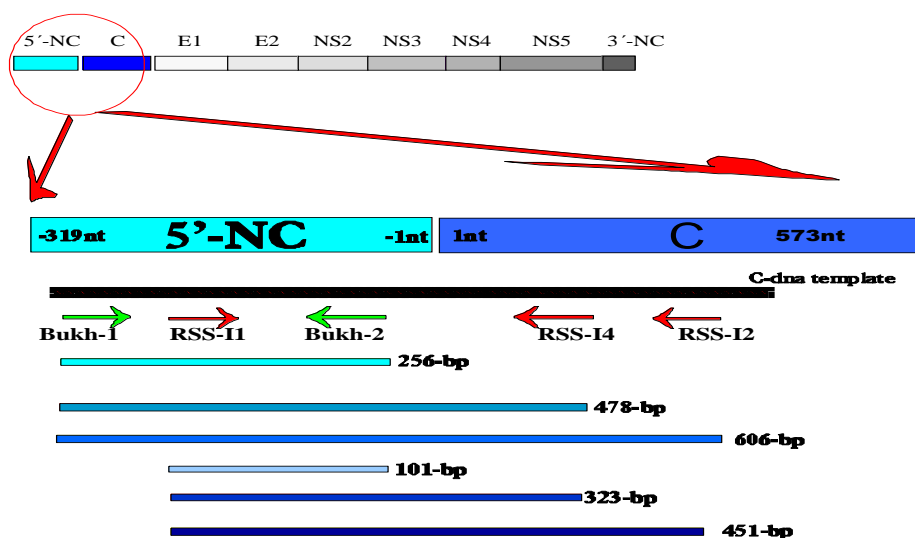 5´-NC C E1 E2 NS2 NS3 NS4 NS5 3´-NC
-319nt 5’-NC -1nt 1nt C 573nt
C-dna template
Bukh-1 RSS-I1 Bukh-2 RSS-I4 RSS-I2
256-bp
478-bp
606-bp
101-bp
323-bp
451-bp